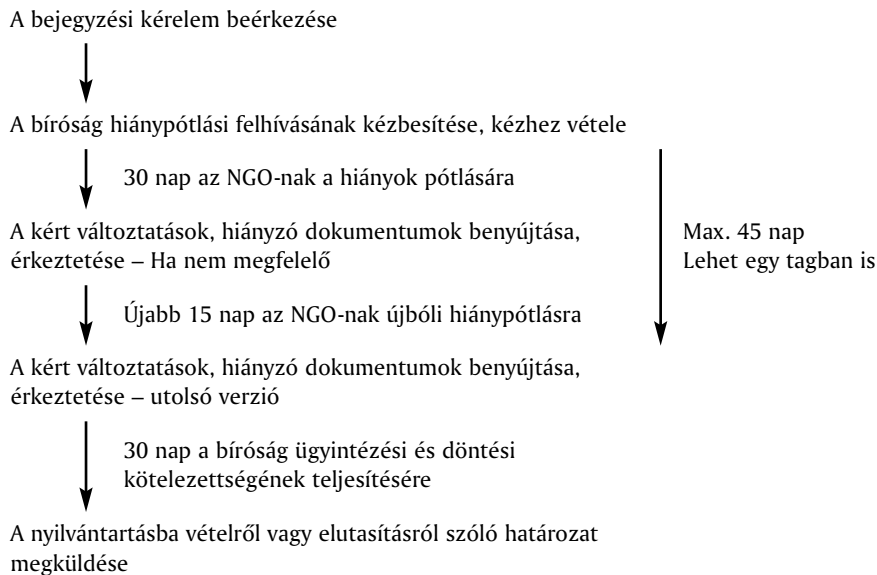 A bejegyzési kérelem beérkezése
A bíróság hiánypótlási felhívásának kézbesítése, kézhez vétele
30 nap az NGO-nak a hiányok pótlására
A kért változtatások, hiányzó dokumentumok benyújtása,
érkeztetése – Ha nem megfelelő
Max. 45 nap
Lehet egy tagban is
Újabb 15 nap az NGO-nak újbóli hiánypótlásra
A kért változtatások, hiányzó dokumentumok benyújtása,
érkeztetése – utolsó verzió
30 nap a bíróság ügyintézési és döntési
kötelezettségének teljesítésére
A nyilvántartásba vételről vagy elutasításról szóló határozat
megküldése